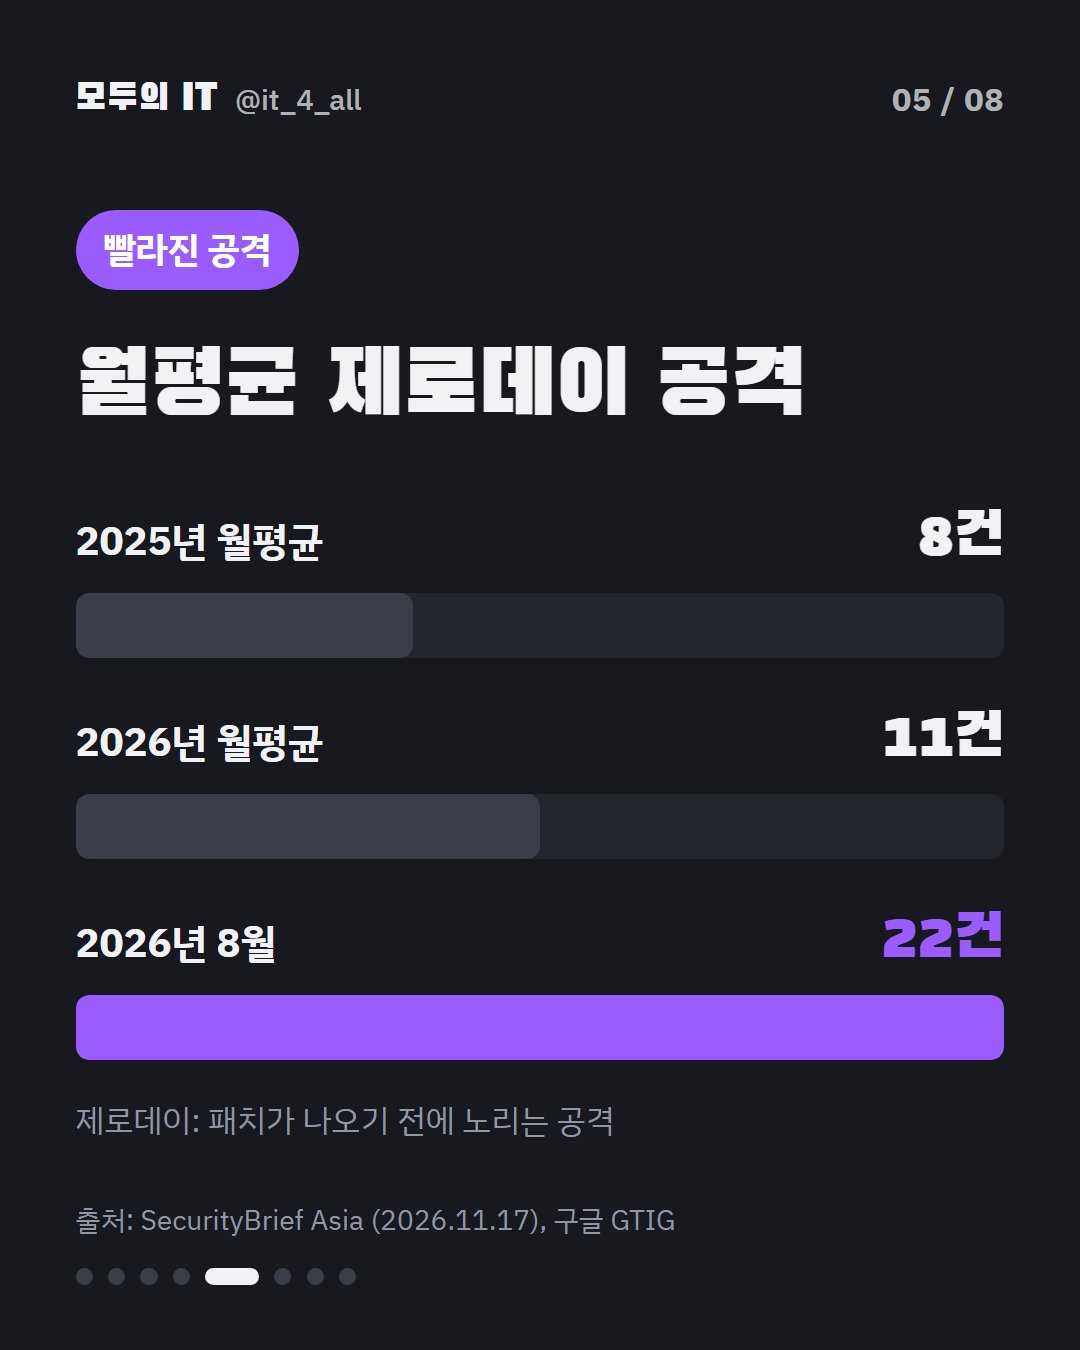 모두의 IT @it_4_all
05 / 08
빨라진 공격
월평균 제로데이 공격
2025년 월평균
8건
2026년 월평균
11건
2026년 8월
22건
제로데이: 패치가 나오기 전에 노리는 공격
출처: SecurityBrief Asia (2026.11.17), 구글 GTIG